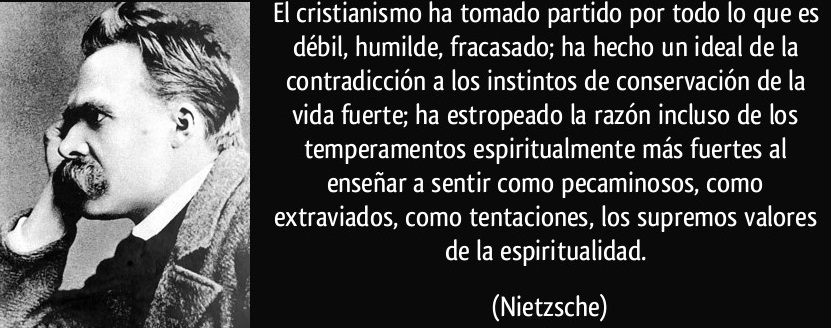 El cristianismo ha tomado partido por todo lo que es
débil, humilde, fracasado; ha hecho un ideal de la
contradicción a los instintos de conservación de la
vida fuerte; ha estropeado la razón incluso de los
temperamentos espiritualmente más fuertes al
enseñar a sentir como pecaminosos, como
extraviados, como tentaciones, los supremos valores
de la espiritualidad.
(Nietzsche)